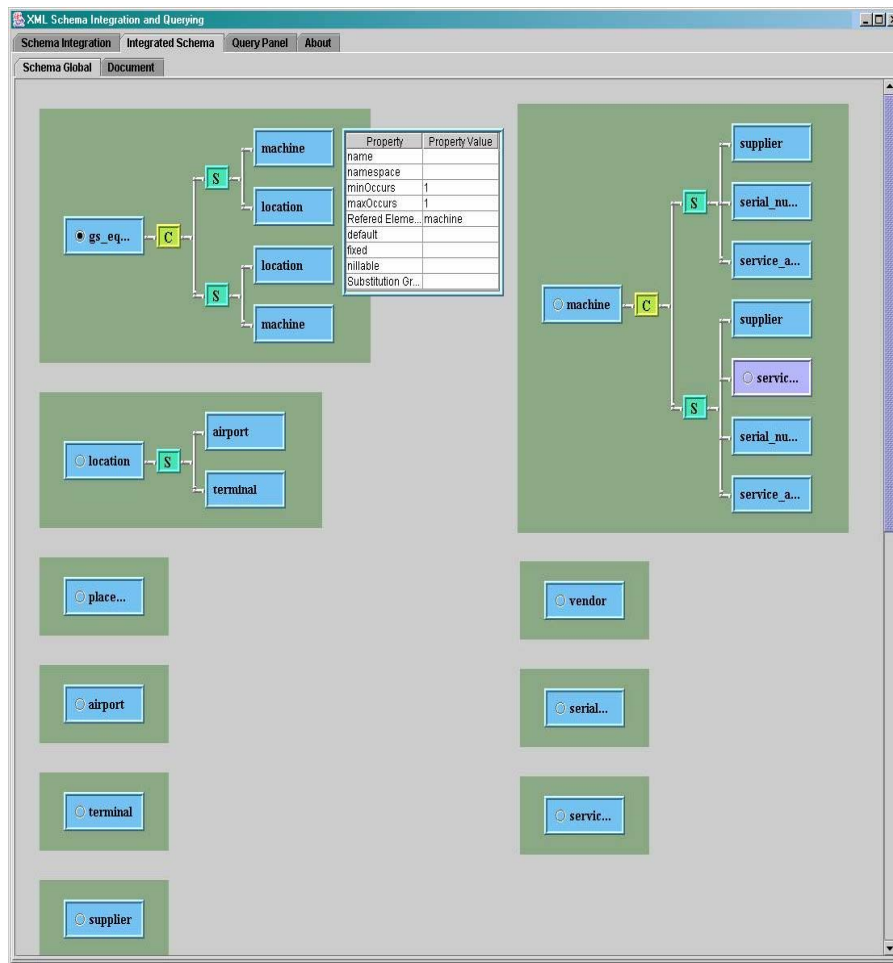 XML Schema Integration and Querying
Schema Integration Integrated Schema Query Panel About
Schema Global Document
gs_eq...
C
S
machine
location
S
location
machine
Property Property Value
name
namespace
minOccurs 1
maxOccurs 1
Refered Eleme... machine
default
fixed
nillable
Substitution Gr...
machine
C
S
supplier
serial_nu...
service_a...
S
supplier
servic...
serial_nu...
service_a...
location
S
airport
terminal
place...
vendor
airport
serial...
terminal
servic...
supplier